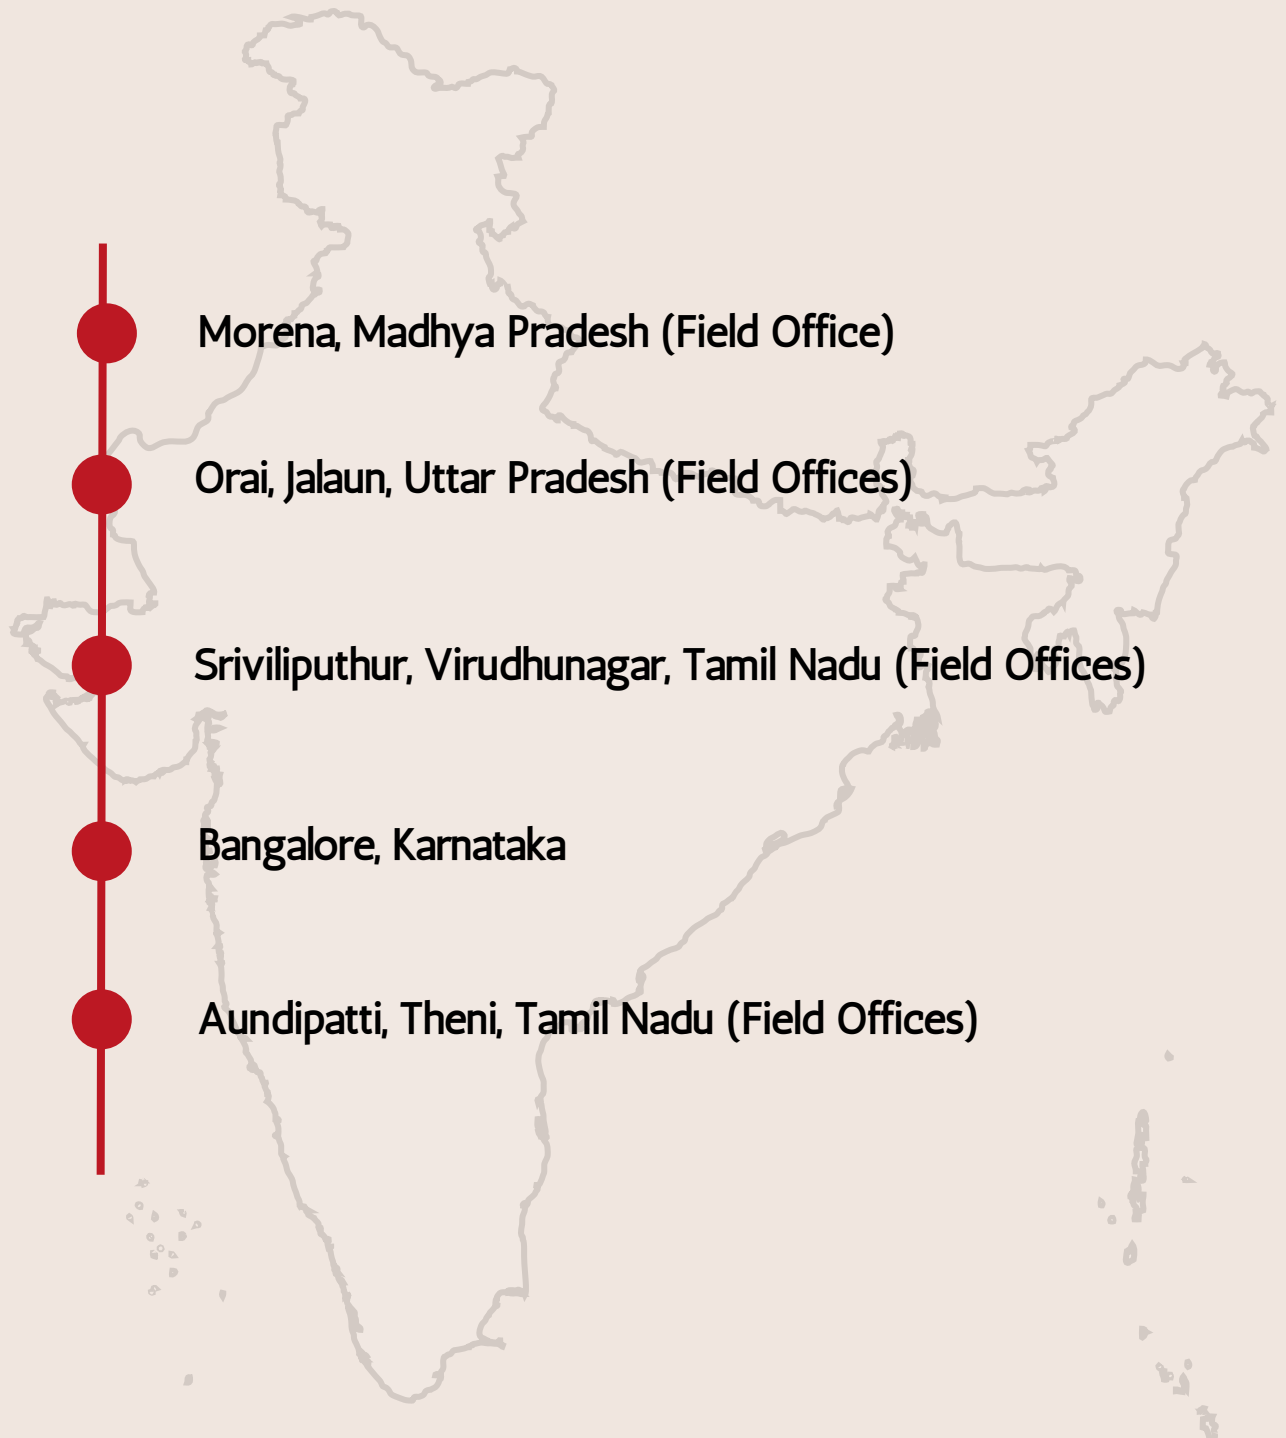 Morena, Madhya Pradesh (Field Office)
Orai, Jalaun, Uttar Pradesh (Field Offices)
Sriviliputhur, Virudhunagar, Tamil Nadu (Field Offices)
Bangalore, Karnataka
Aundipatti, Theni, Tamil Nadu (Field Offices)